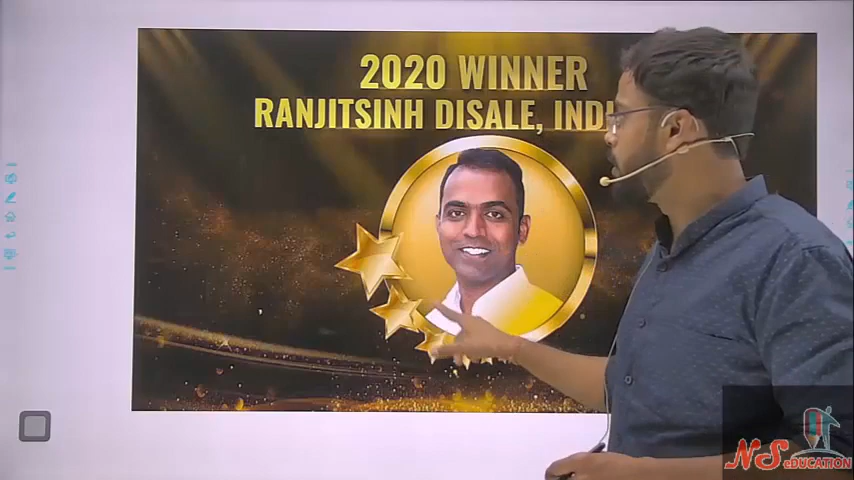 2020 WINNER
RANJITSINH DISALE, INDI
NS eDUCATION